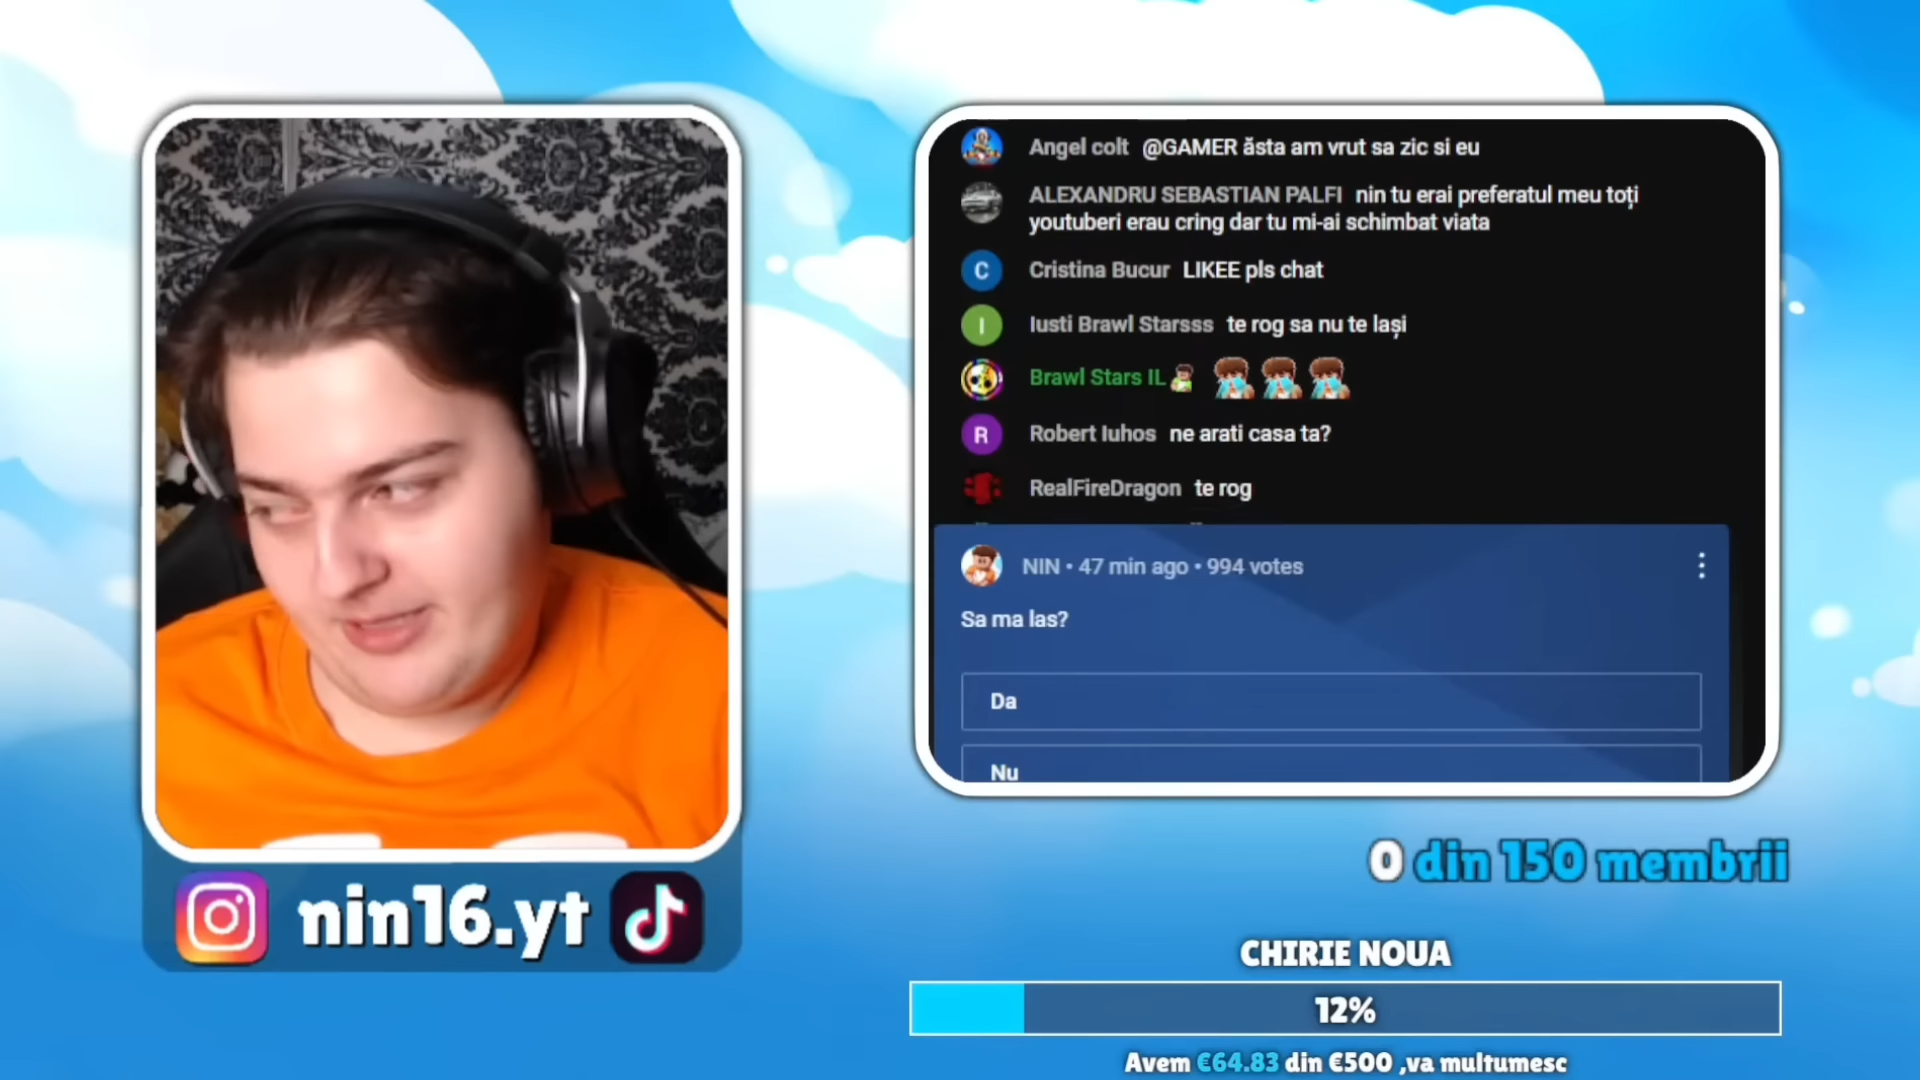 Angel colt @GAMER ăsta am vrut sa zic si eu
ALEXANDRU SEBASTIAN PALFI nin tu erai preferatul meu toți
youtuberi erau cring dar tu mi-ai schimbat viata
C Cristina Bucur LIKEE pls chat
I Iusti Brawl Starsss te rog sa nu te lași
Brawl Stars IL
R Robert Iuhos ne arati casa ta?
RealFireDragon te rog
NIN • 47 min ago • 994 votes
Sa ma las?
Da
Nu
nin16.yt
0 din 150 membrii
CHIRIE NOUA
12%
Avem €64.83 din €500 ,va multumesc